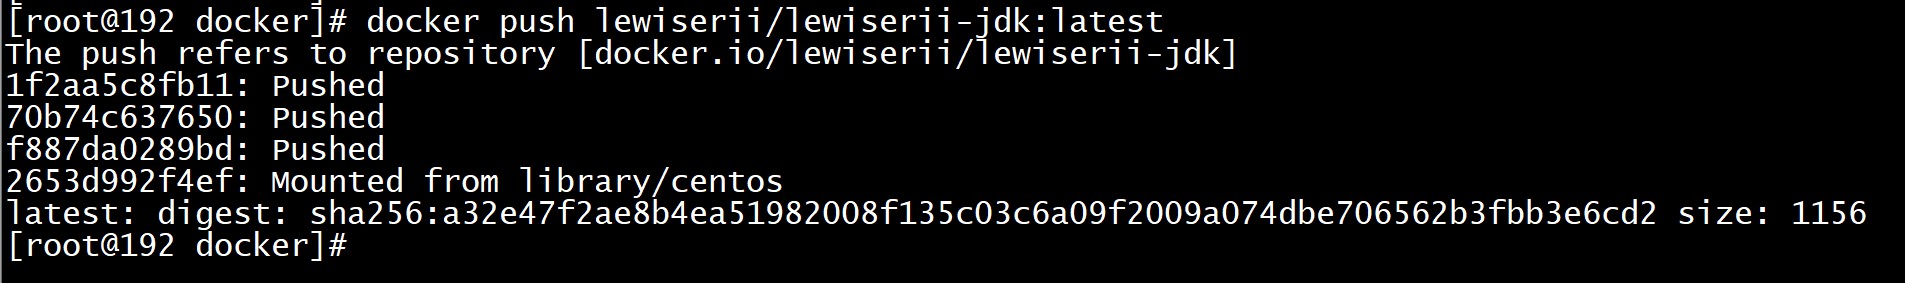 [root@192 docker]# docker push lewiserii/lewiserii-jdk:latest
The push refers to repository [docker.io/lewiserii/lewiserii-jdk]
1f2aa5c8fb11: Pushed
70b74c637650: Pushed
f887da0289bd: Pushed
2653d992f4ef: Mounted from library/centos
latest: digest: sha256:a32e47f2ae8b4ea51982008f135c03c6a09f2009a074dbe706562b3fbb3e6cd2 size: 1156
[root@192 docker]#